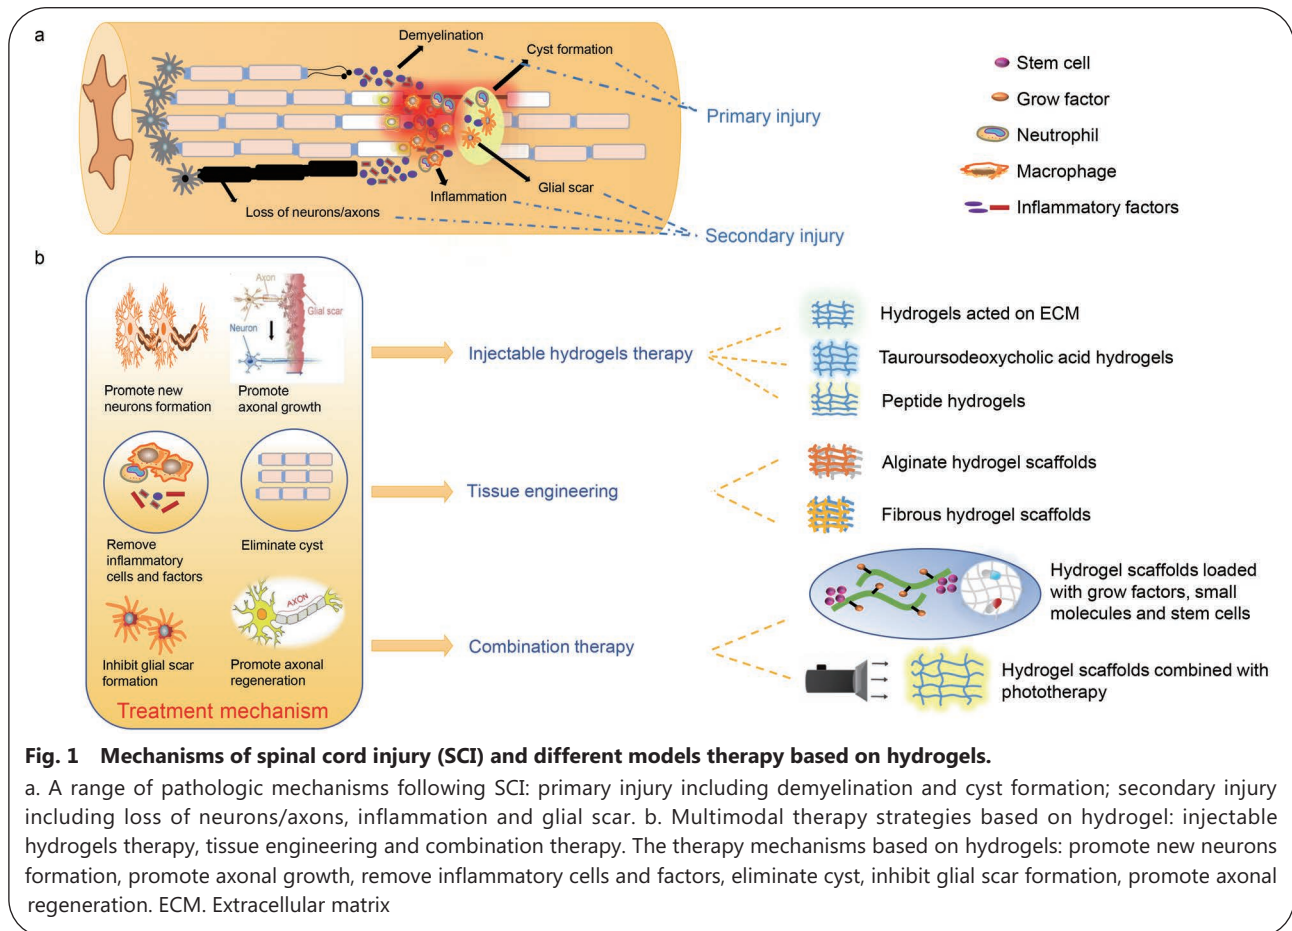 a
Demyelination
Cyst formation
Primary injury
Loss of neurons/axons
Inflammation
Glial scar
Secondary injury
Stem cell
Grow factor
Neutrophil
Macrophage
Inflammatory factors
b
Axon
Glial scar
Neuron
Promote new
neurons formation
Promote
axonal growth
Remove
inflammatory
cells and factors
Eliminate cyst
AXON
Inhibit glial scar
formation
Promote axonal
regeneration
Treatment mechanism
Injectable hydrogels therapy
Hydrogels acted on ECM
Tauroursodeoxycholic acid hydrogels
Peptide hydrogels
Tissue engineering
Alginate hydrogel scaffolds
Fibrous hydrogel scaffolds
Combination therapy
Hydrogel scaffolds loaded
with grow factors, small
molecules and stem cells
Hydrogel scaffolds combined with
phototherapy
Fig. 1 Mechanisms of spinal cord injury (SCI) and different models therapy based on hydrogels.
a. A range of pathologic mechanisms following SCI: primary injury including demyelination and cyst formation; secondary injury
including loss of neurons/axons, inflammation and glial scar. b. Multimodal therapy strategies based on hydrogel: injectable
hydrogels therapy, tissue engineering and combination therapy. The therapy mechanisms based on hydrogels: promote new neurons
formation, promote axonal growth, remove inflammatory cells and factors, eliminate cyst, inhibit glial scar formation, promote axonal
regeneration. ECM. Extracellular matrix